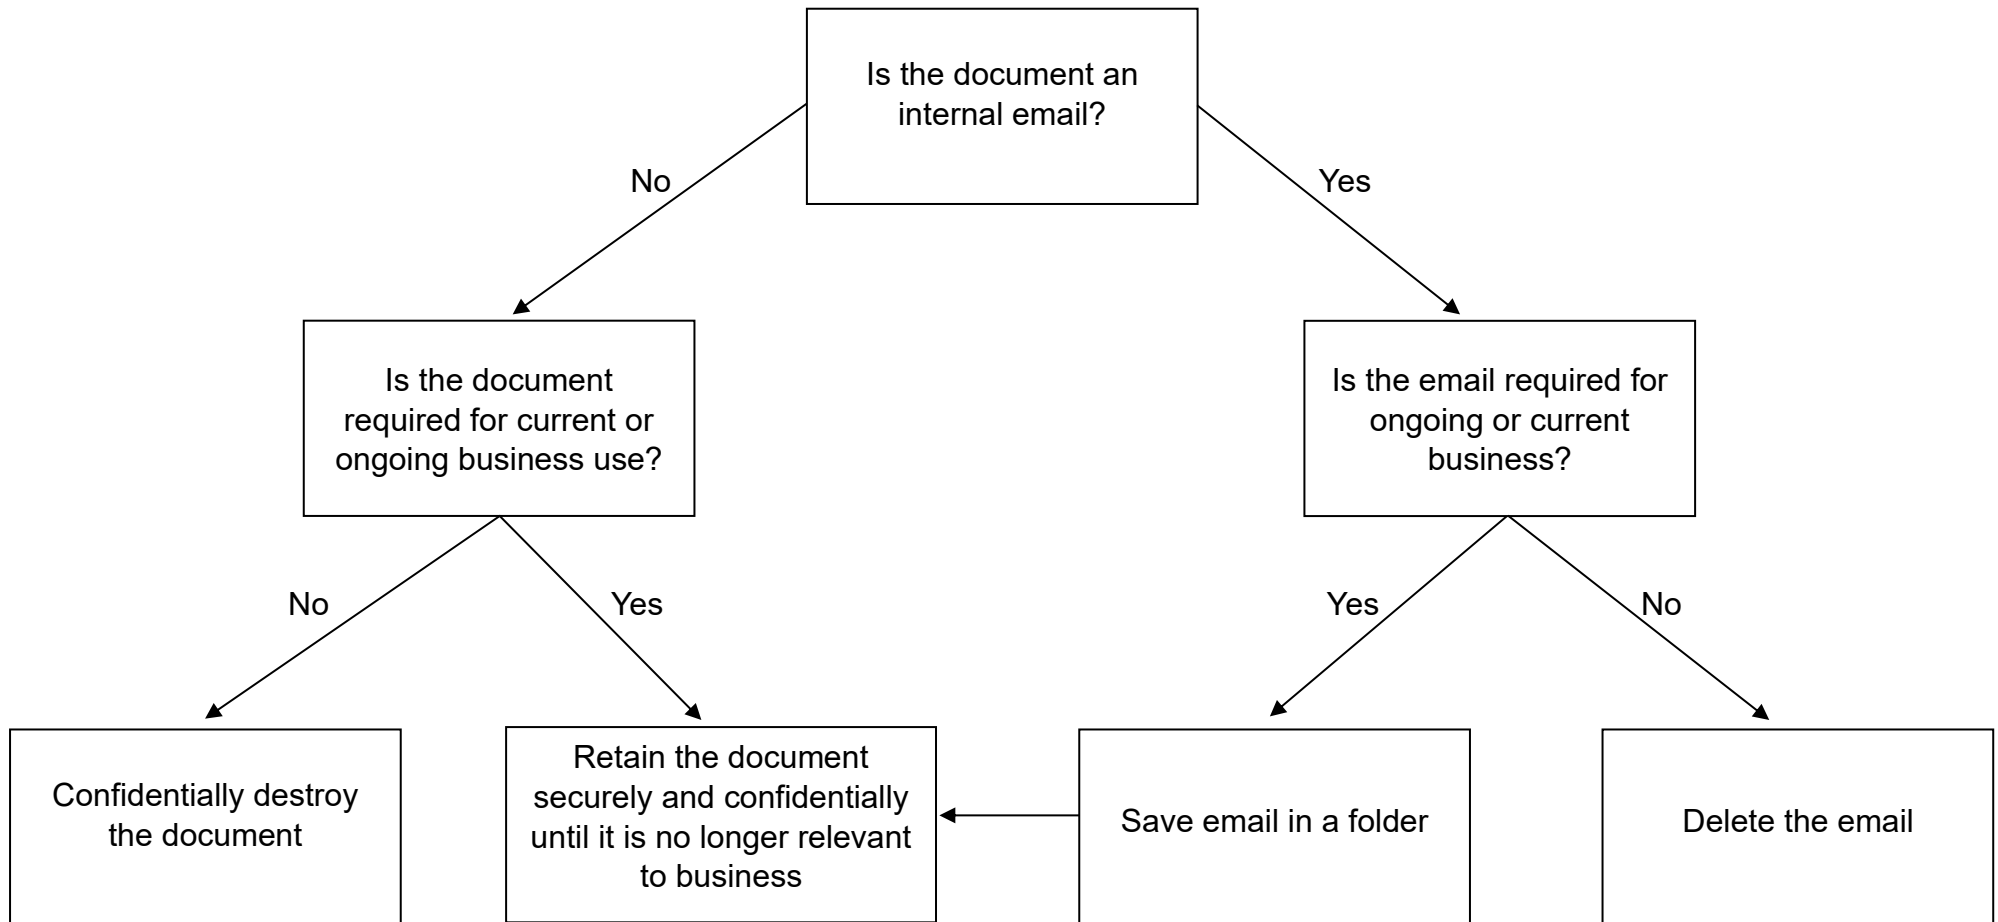 Is the document an
internal email?
No
Yes
Is the document
required for current or
ongoing business use?
Is the email required for
ongoing or current
business?
No
Yes
Yes
No
Confidentially destroy
the document
Retain the document
securely and confidentially
until it is no longer relevant
to business
Save email in a folder
Delete the email